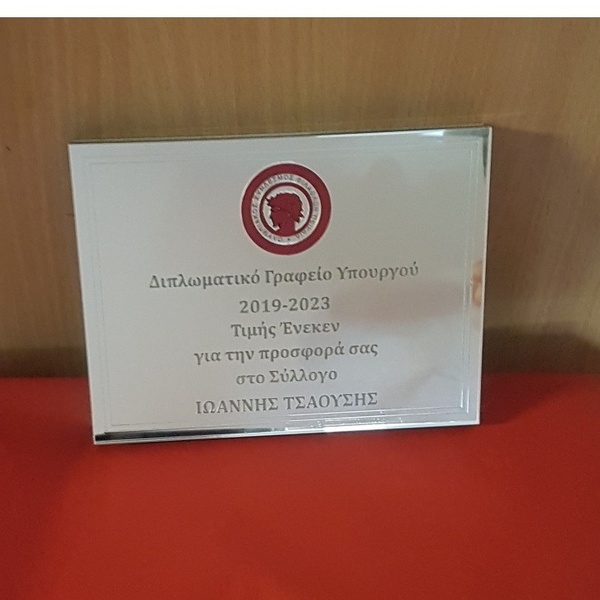 Διπλωματικό Γραφείο Υπουργού
2019-2023
Τιμής Ένεκεν
για την προσφορά σας
στο Σύλλογο
ΙΩΑΝΝΗΣ ΤΣΑΟΥΣΗΣ